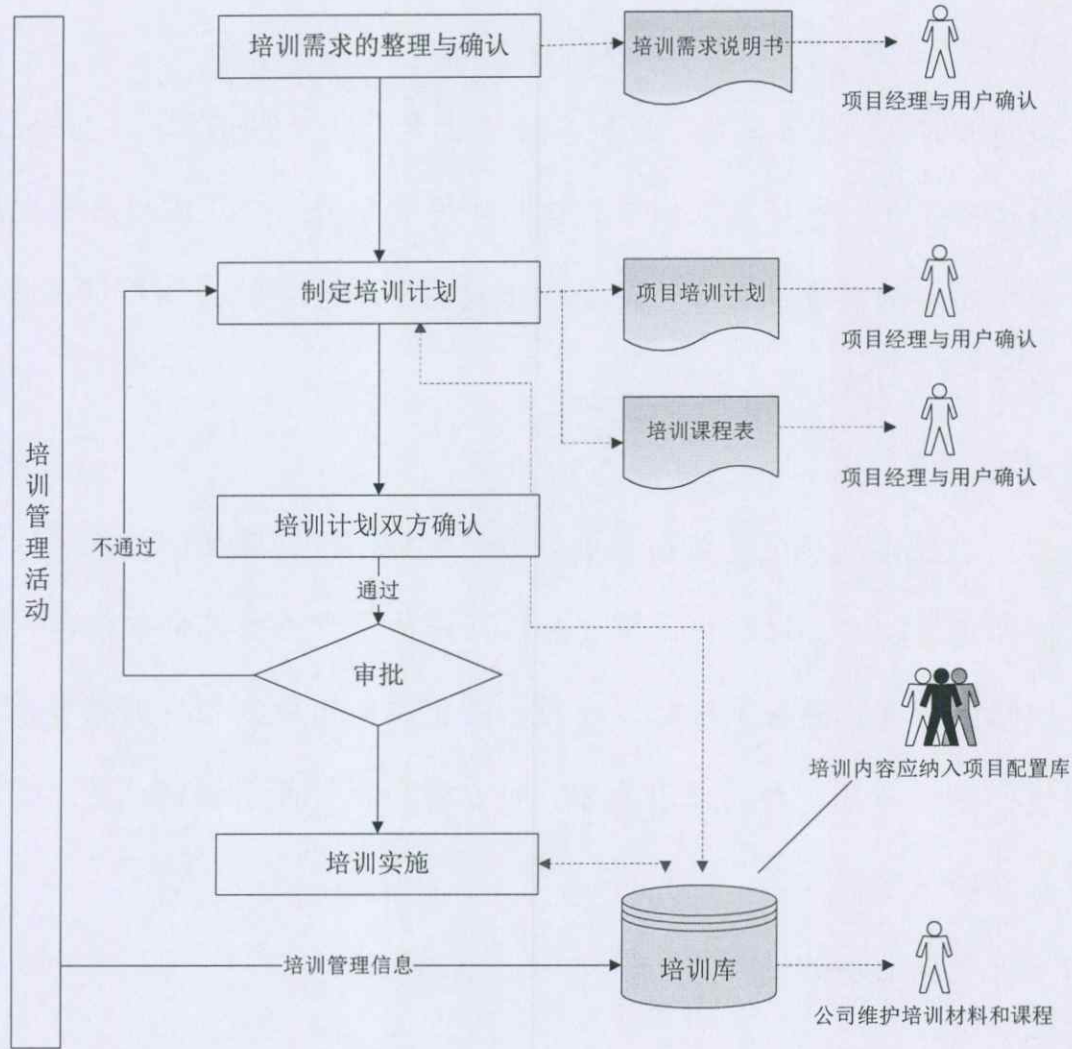 培训管理活动
培训需求的整理与确认
培训需求说明书
项目经理与用户确认
制定培训计划
项目培训计划
项目经理与用户确认
培训课程表
项目经理与用户确认
培训计划双方确认
不通过
通过
审批
培训内容应纳入项目配置库
培训实施
培训管理信息
培训库
公司维护培训材料和课程